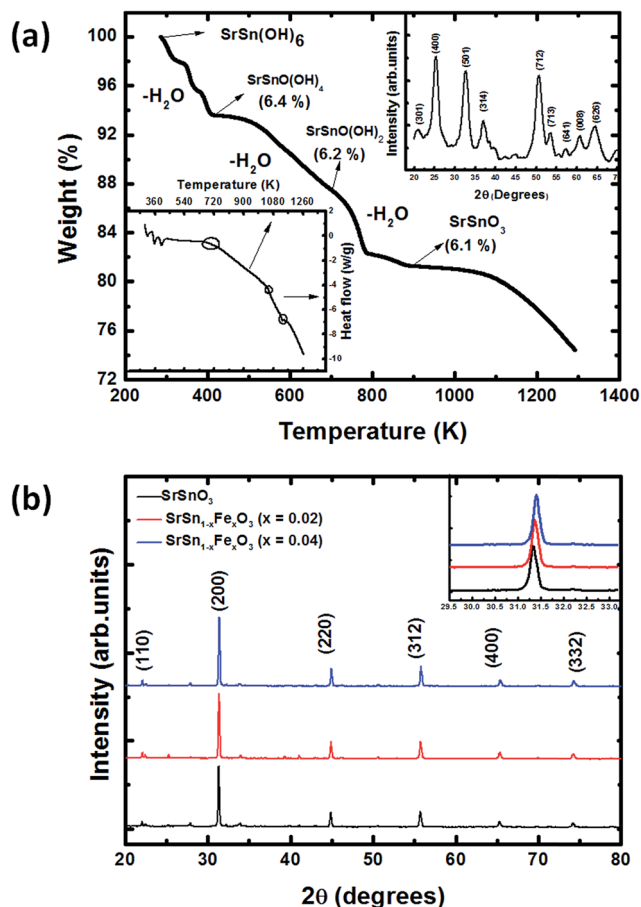 (a)
100
96
92
88
84
80
76
72
Weight (%)
200 400 600 800 1000 1200 1400
Temperature (K)
SrSn(OH)6
-H2O
SrSnO(OH)4
(6.4 %)
-H2O
SrSnO(OH)2
(6.2 %)
-H2O
SrSnO3
(6.1 %)
Intensity (arb.units)
(301)
(400)
(501)
(314)
(712)
(713)
(641)
(008)
(626)
20 25 30 35 40 45 50 55 60 65 70
2θ (Degrees)
Temperature (K)
360 540 720 900 1080 1260
2
0
-2
-4
-6
-8
-10
Heat flow (w/g)
(b)
SrSnO3
SrSn1-xFexO3 (x = 0.02)
SrSn1-xFexO3 (x = 0.04)
29.5 30.0 30.5 31.0 31.5 32.0 32.5 33.0
Intensity (arb.units)
(110)
(200)
(220)
(312)
(400)
(332)
20 30 40 50 60 70 80
2θ (degrees)